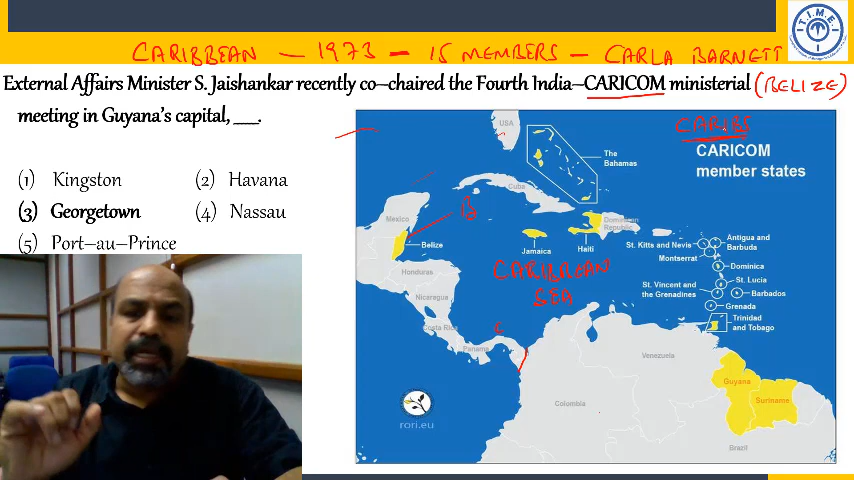 T.I.M.E.
CARIBBEAN – 1973 – 15 MEMBERS – CARLA BARNETT
External Affairs Minister S. Jaishankar recently co–chaired the Fourth India–CARICOM ministerial (BELIZE)
meeting in Guyana's capital, ___.
(1) Kingston (2) Havana
(3) Georgetown (4) Nassau
(5) Port–au–Prince
CARIBS
CARICOM
member states
USA
The
Bahamas
Cuba
Mexico
B
Dominican
Republic
Belize
Jamaica
Haiti
St. Kitts and Nevis
Antigua and
Barbuda
Montserrat
Dominica
CARIBBEAN
SEA
Honduras
St. Lucia
St. Vincent and
the Grenadines
Barbados
Nicaragua
Grenada
Trinidad
and Tobago
Costa Rica
C
Panama
Venezuela
Guyana
Suriname
Colombia
rori.eu
Brazil